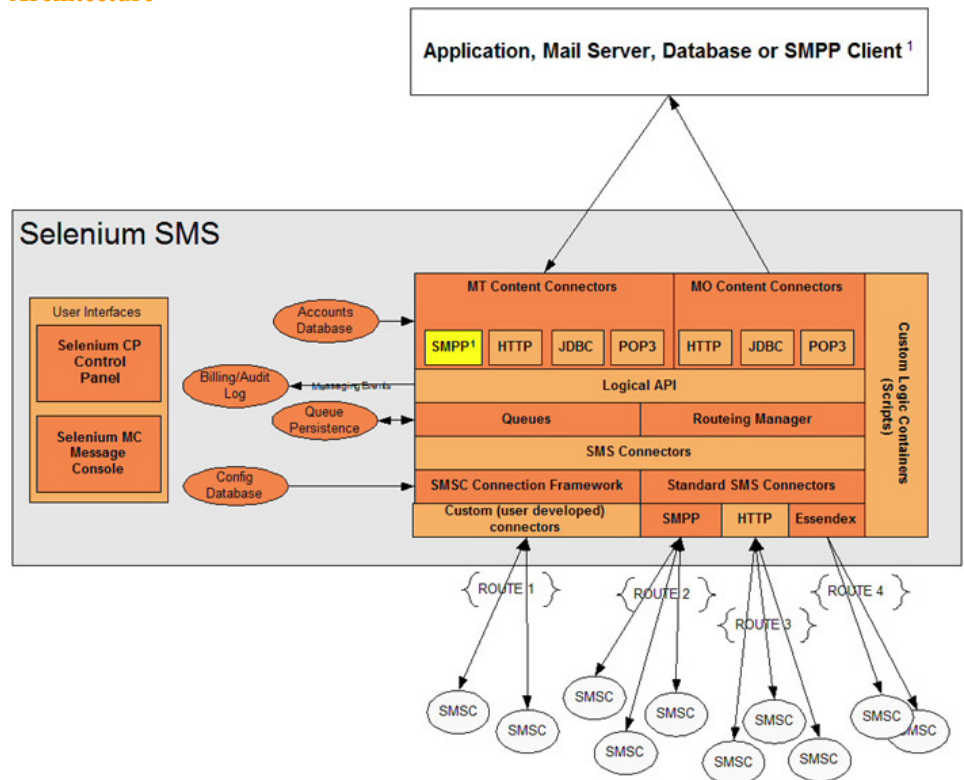 Architecture
Application, Mail Server, Database or SMPP Client ¹
Selenium SMS
User Interfaces
Selenium CP
Control
Panel
Selenium MC
Message
Console
Accounts
Database
Billing/Audit
Log
Messaging Events
Queue
Persistence
Config
Database
MT Content Connectors
SMPP¹
HTTP
JDBC
POP3
MO Content Connectors
HTTP
JDBC
POP3
Logical API
Queues
Routeing Manager
SMS Connectors
SMSC Connection Framework
Standard SMS Connectors
Custom (user developed)
connectors
SMPP
HTTP
Essendex
Custom Logic Containers
(Scripts)
ROUTE 1
ROUTE 2
ROUTE 3
ROUTE 4
SMSC
SMSC
SMSC
SMSC
SMSC
SMSC
SMSC
SMSC
SMSC
SMSC